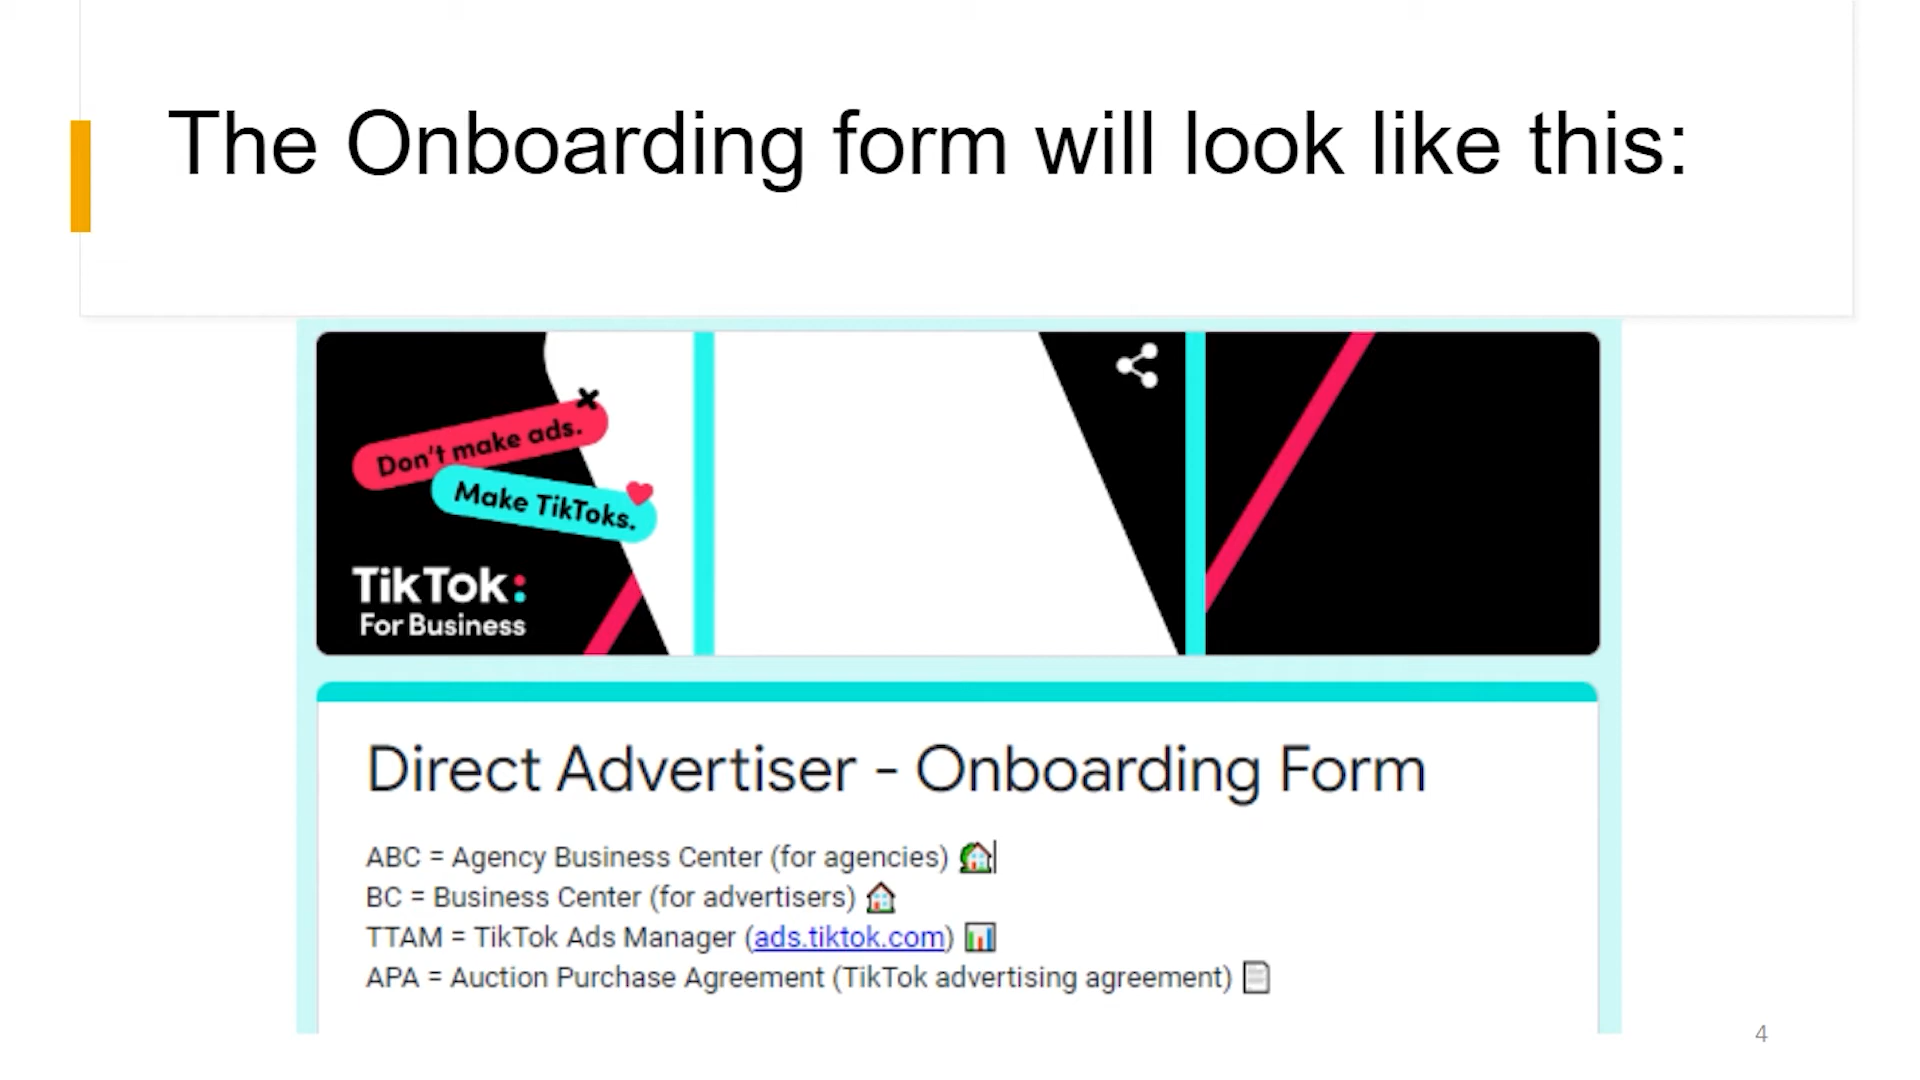 The Onboarding form will look like this:
Don't make ads.
Make TikToks.
TikTok:
For Business
Direct Advertiser - Onboarding Form
ABC = Agency Business Center (for agencies)
BC = Business Center (for advertisers)
TTAM = TikTok Ads Manager (ads.tiktok.com)
APA = Auction Purchase Agreement (TikTok advertising agreement)
4